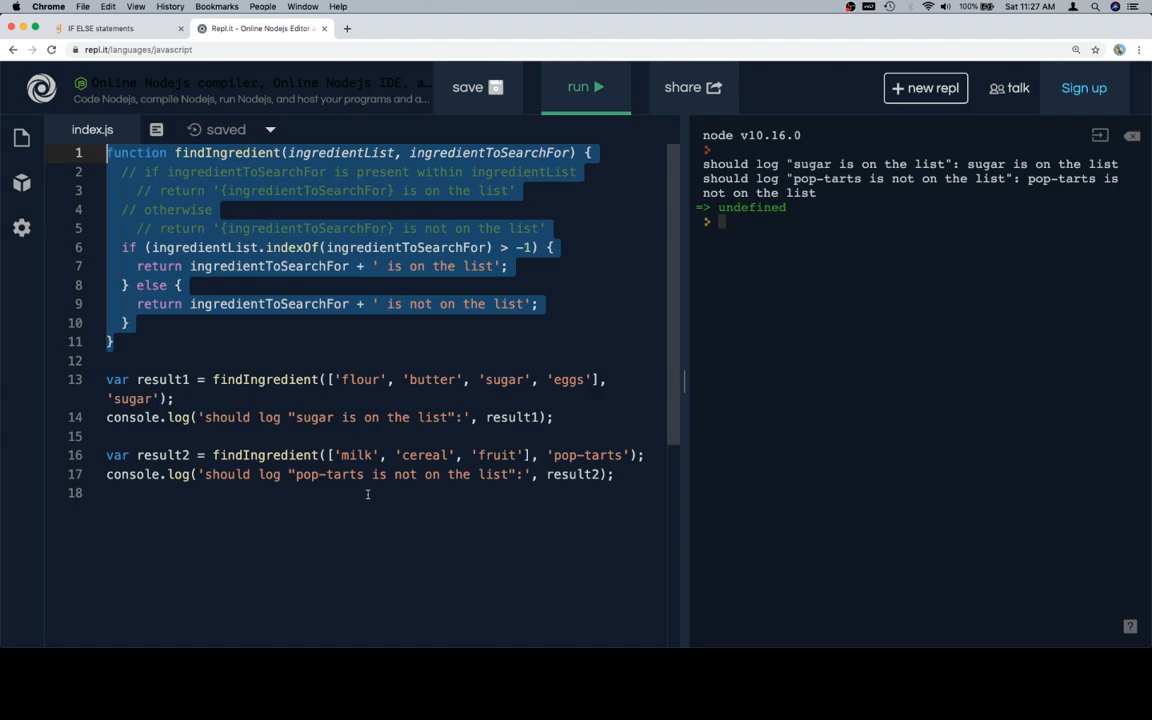 Chrome File Edit View History Bookmarks People Window Help 100% Sat 11:27 AM
IF ELSE statements Repl.it - Online Nodejs Editor
repl.it/languages/javascript
Online Nodejs compiler, Online Nodejs IDE, a…
Code Nodejs, compile Nodejs, run Nodejs, and host your programs and a…
save run share + new repl talk Sign up
index.js saved
1 function findIngredient(ingredientList, ingredientToSearchFor) {
2 // if ingredientToSearchFor is present within ingredientList
3 // return '{ingredientToSearchFor} is on the list'
4 // otherwise
5 // return '{ingredientToSearchFor} is not on the list'
6 if (ingredientList.indexOf(ingredientToSearchFor) > -1) {
7 return ingredientToSearchFor + ' is on the list';
8 } else {
9 return ingredientToSearchFor + ' is not on the list';
10 }
11 }
12
13 var result1 = findIngredient(['flour', 'butter', 'sugar', 'eggs'],
'sugar');
14 console.log('should log "sugar is on the list":', result1);
15
16 var result2 = findIngredient(['milk', 'cereal', 'fruit'], 'pop-tarts');
17 console.log('should log "pop-tarts is not on the list":', result2);
18
node v10.16.0
should log "sugar is on the list": sugar is on the list
should log "pop-tarts is not on the list": pop-tarts is
not on the list
=> undefined
?